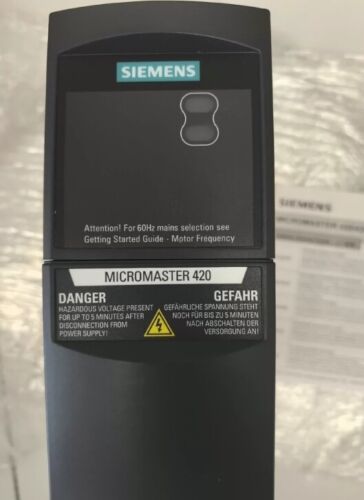 SIEMENS
Attention! For 60Hz mains selection see
Getting Started Guide - Motor Frequency
MICROMASTER 420
DANGER
HAZARDOUS VOLTAGE PRESENT
FOR UP TO 5 MINUTES AFTER
DISCONNECTION FROM
POWER SUPPLY!
GEFAHR
GEFÄHRLICHE SPANNUNG STEHT
NOCH FÜR BIS ZU 5 MINUTEN
NACH ABSCHALTEN DER
VERSORGUNG AN!
SIEMENS
MICROMASTER